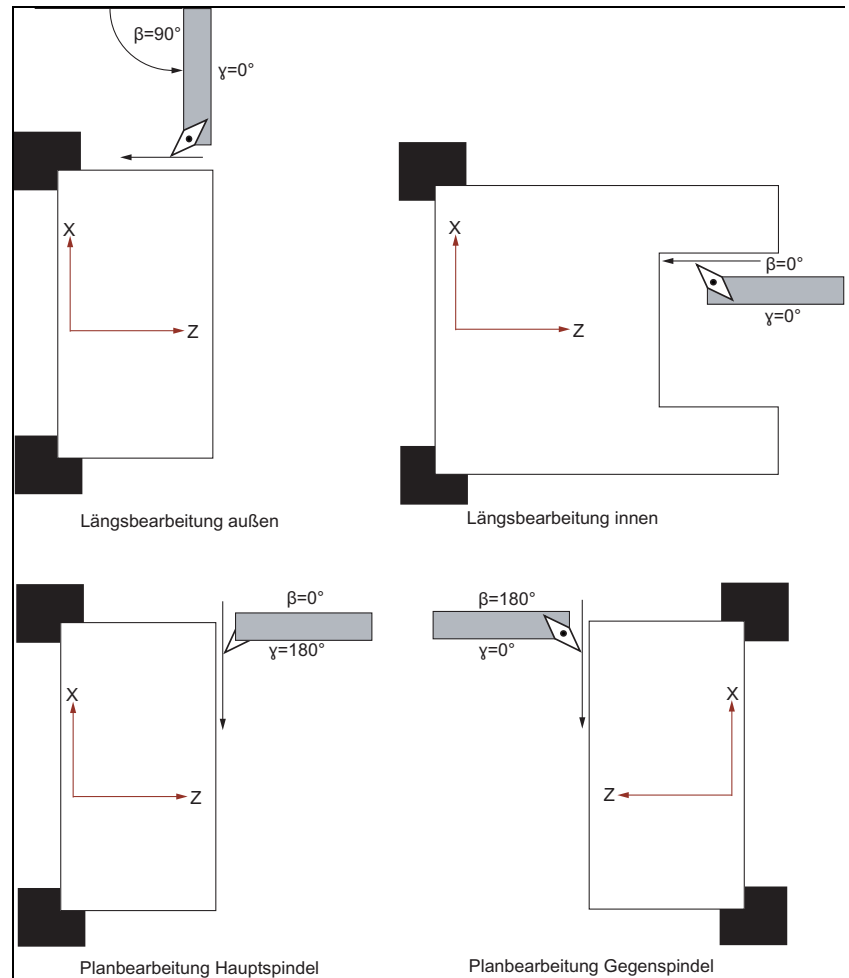 β=90°
γ=0°
X
Z
Längsbearbeitung außen
X
Z
β=0°
γ=0°
Längsbearbeitung innen
β=0°
γ=180°
X
Z
Planbearbeitung Hauptspindel
β=180°
γ=0°
X
Z
Planbearbeitung Gegenspindel